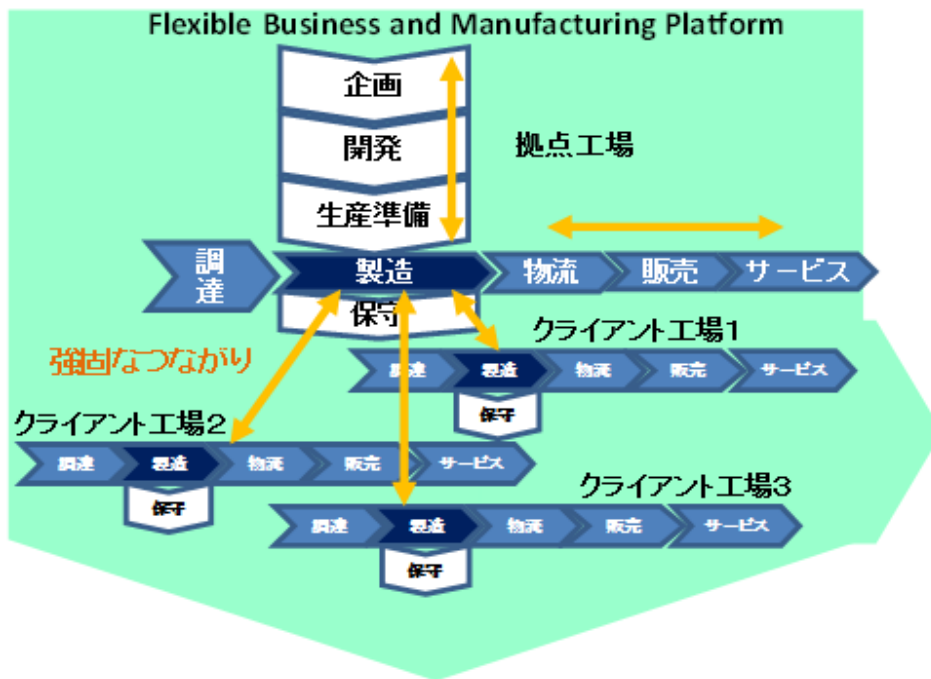 Flexible Business and Manufacturing Platform
企画
開発
拠点工場
生産準備
調達
製造
物流
販売
サービス
保守
クライアント工場1
強固なつながり
調達
製造
物流
販売
サービス
保守
クライアント工場2
調達
製造
物流
販売
サービス
保守
クライアント工場3
調達
製造
物流
販売
サービス
保守